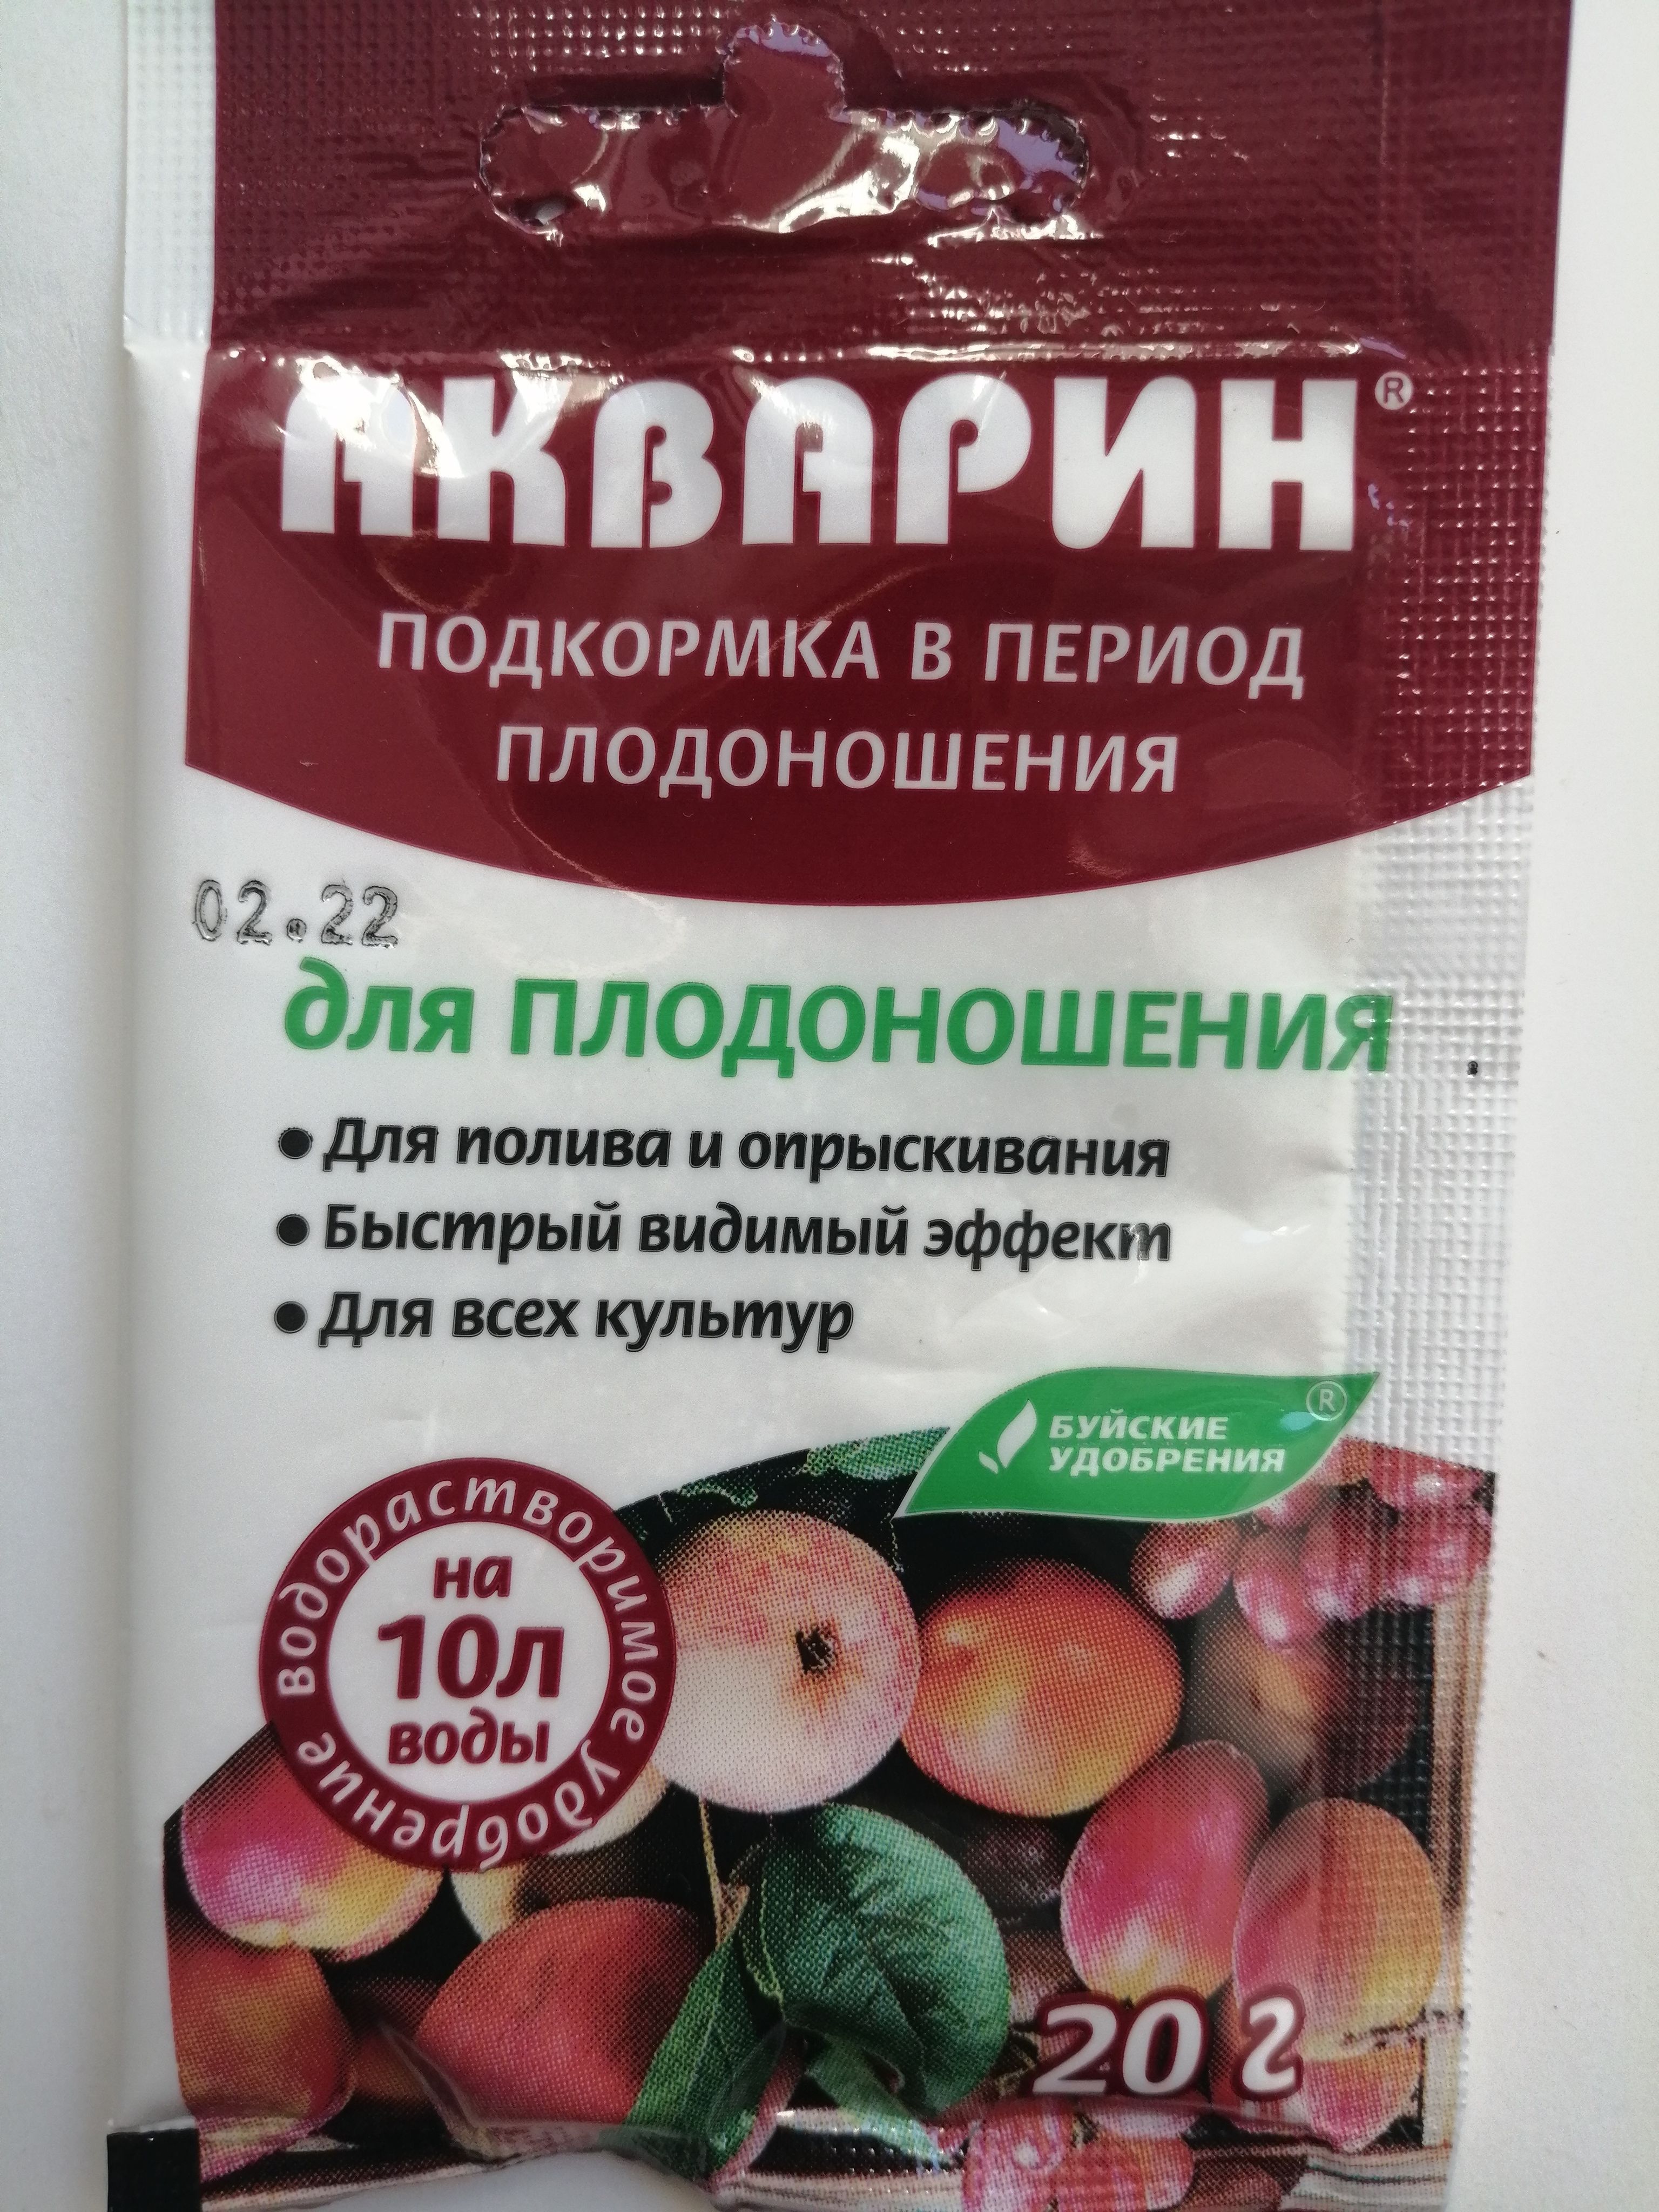 АКВАРИН®
ПОДКОРМКА В ПЕРИОД
ПЛОДОНОШЕНИЯ
02.22
для ПЛОДОНОШЕНИЯ
• Для полива и опрыскивания
• Быстрый видимый эффект
• Для всех культур
®
БУЙСКИЕ
УДОБРЕНИЯ
водорастворимое удобрение
на
10л
воды
20 г